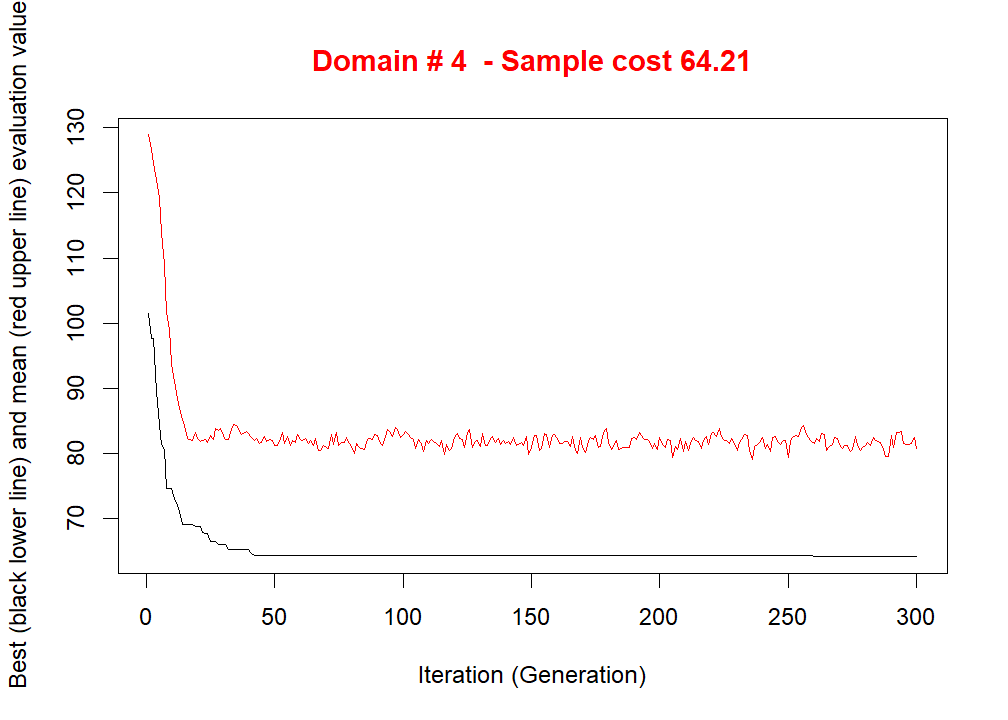 Domain # 4  - Sample cost 64.21
Best (black lower line) and mean (red upper line) evaluation value
130
120
110
100
90
80
70
0 50 100 150 200 250 300
Iteration (Generation)